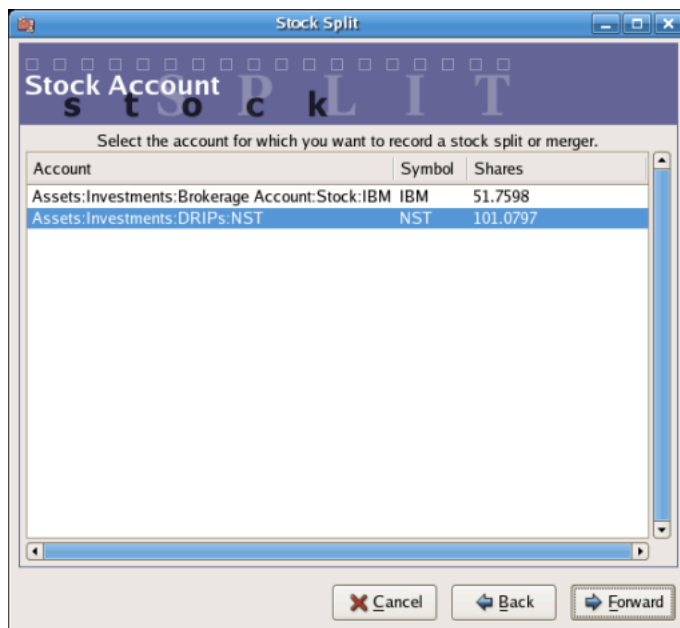 Stock Split
Stock Account
S P L I T
s t o c k
Select the account for which you want to record a stock split or merger.
Account Symbol Shares
Assets:Investments:Brokerage Account:Stock:IBM IBM 51.7598
Assets:Investments:DRIPs:NST NST 101.0797
Cancel Back Forward